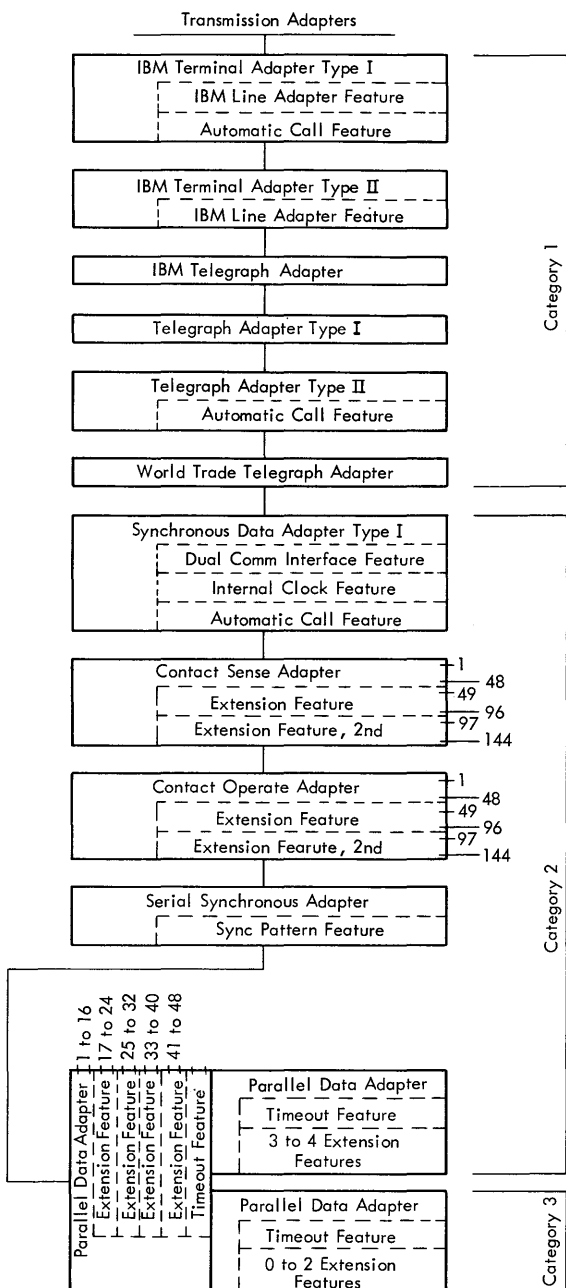 Transmission Adapters
IBM Terminal Adapter Type I
IBM Line Adapter Feature
Automatic Call Feature
IBM Terminal Adapter Type II
IBM Line Adapter Feature
IBM Telegraph Adapter
Telegraph Adapter Type I
Telegraph Adapter Type II
Automatic Call Feature
World Trade Telegraph Adapter
Category 1
Synchronous Data Adapter Type I
Dual Comm Interface Feature
Internal Clock Feature
Automatic Call Feature
Contact Sense Adapter
Extension Feature
Extension Feature, 2nd
1
48
49
96
97
144
Contact Operate Adapter
Extension Feature
Extension Fearute, 2nd
1
48
49
96
97
144
Serial Synchronous Adapter
Sync Pattern Feature
Category 2
1 to 16
17 to 24
25 to 32
33 to 40
41 to 48
Parallel Data Adapter
Extension Feature
Extension Feature
Extension Feature
Extension Feature
Timeout Feature
Parallel Data Adapter
Timeout Feature
3 to 4 Extension
Features
Parallel Data Adapter
Timeout Feature
0 to 2 Extension
Features
Category 3